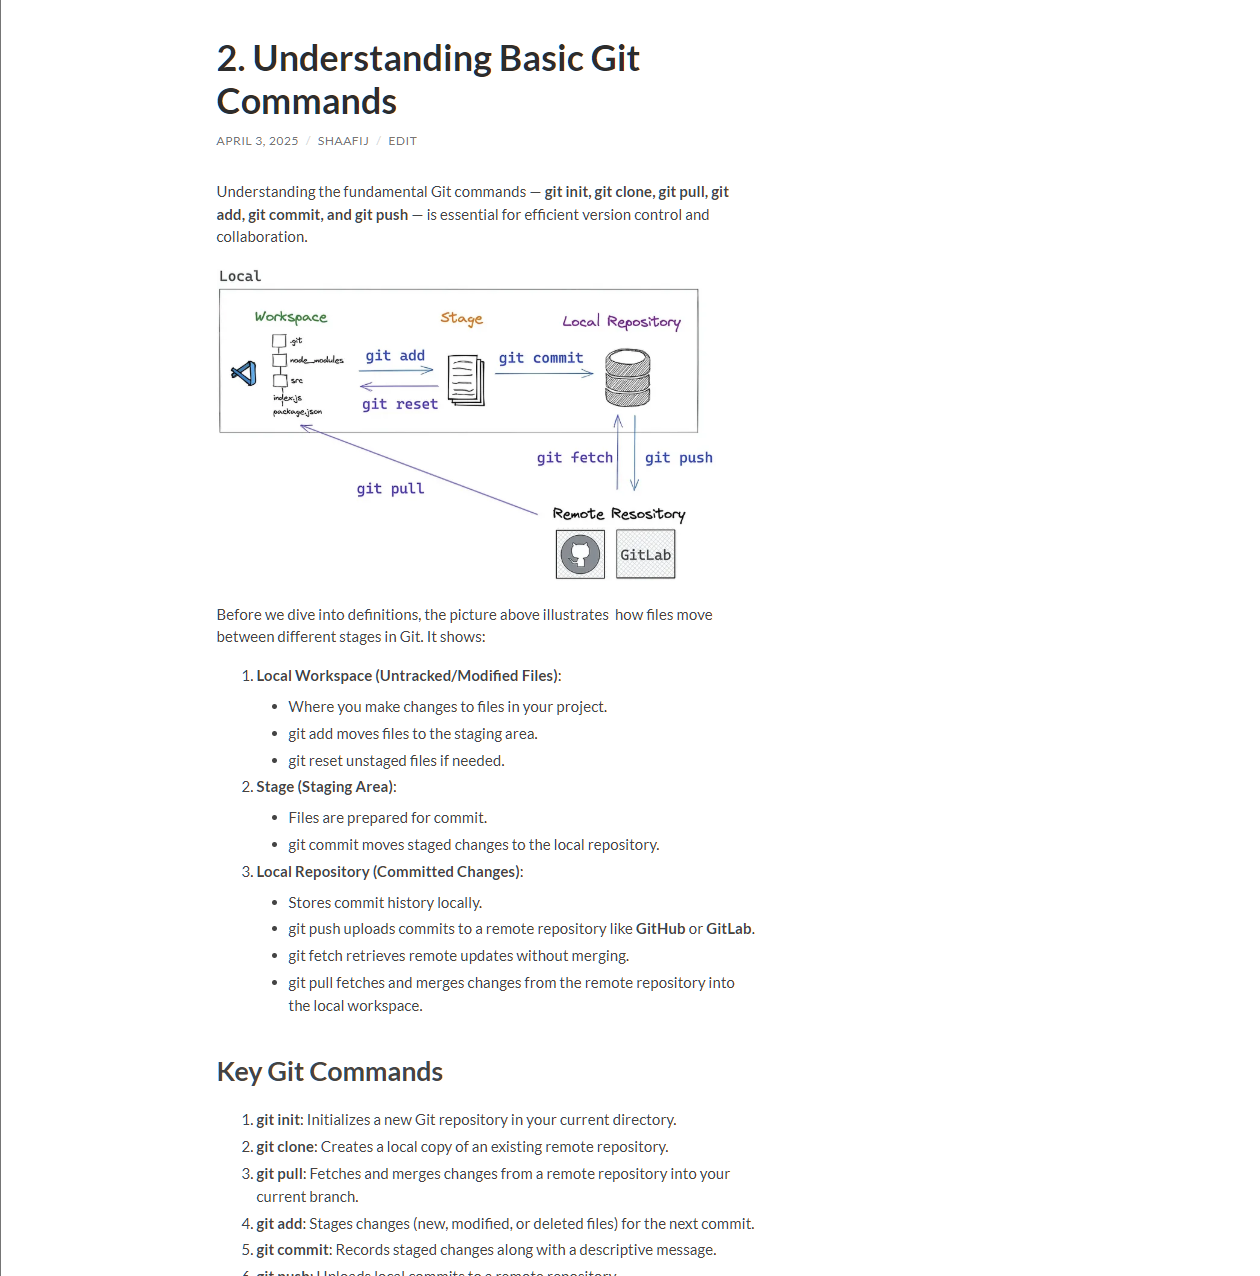 2. Understanding Basic Git
Commands
APRIL 3, 2025 / SHAAFIJ / EDIT
Understanding the fundamental Git commands — git init, git clone, git pull, git
add, git commit, and git push — is essential for efficient version control and
collaboration.
Local
Workspace
Stage
Local Repository
.git
node_modules
src
index.js
package.json
git add
git reset
git commit
git fetch
git push
git pull
Remote Resository
GitLab
Before we dive into definitions, the picture above illustrates how files move
between different stages in Git. It shows:
1. Local Workspace (Untracked/Modified Files):
• Where you make changes to files in your project.
• git add moves files to the staging area.
• git reset unstaged files if needed.
2. Stage (Staging Area):
• Files are prepared for commit.
• git commit moves staged changes to the local repository.
3. Local Repository (Committed Changes):
• Stores commit history locally.
• git push uploads commits to a remote repository like GitHub or GitLab.
• git fetch retrieves remote updates without merging.
• git pull fetches and merges changes from the remote repository into
the local workspace.
Key Git Commands
1. git init: Initializes a new Git repository in your current directory.
2. git clone: Creates a local copy of an existing remote repository.
3. git pull: Fetches and merges changes from a remote repository into your
current branch.
4. git add: Stages changes (new, modified, or deleted files) for the next commit.
5. git commit: Records staged changes along with a descriptive message.
6. git push: Uploads local commits to a remote repository.